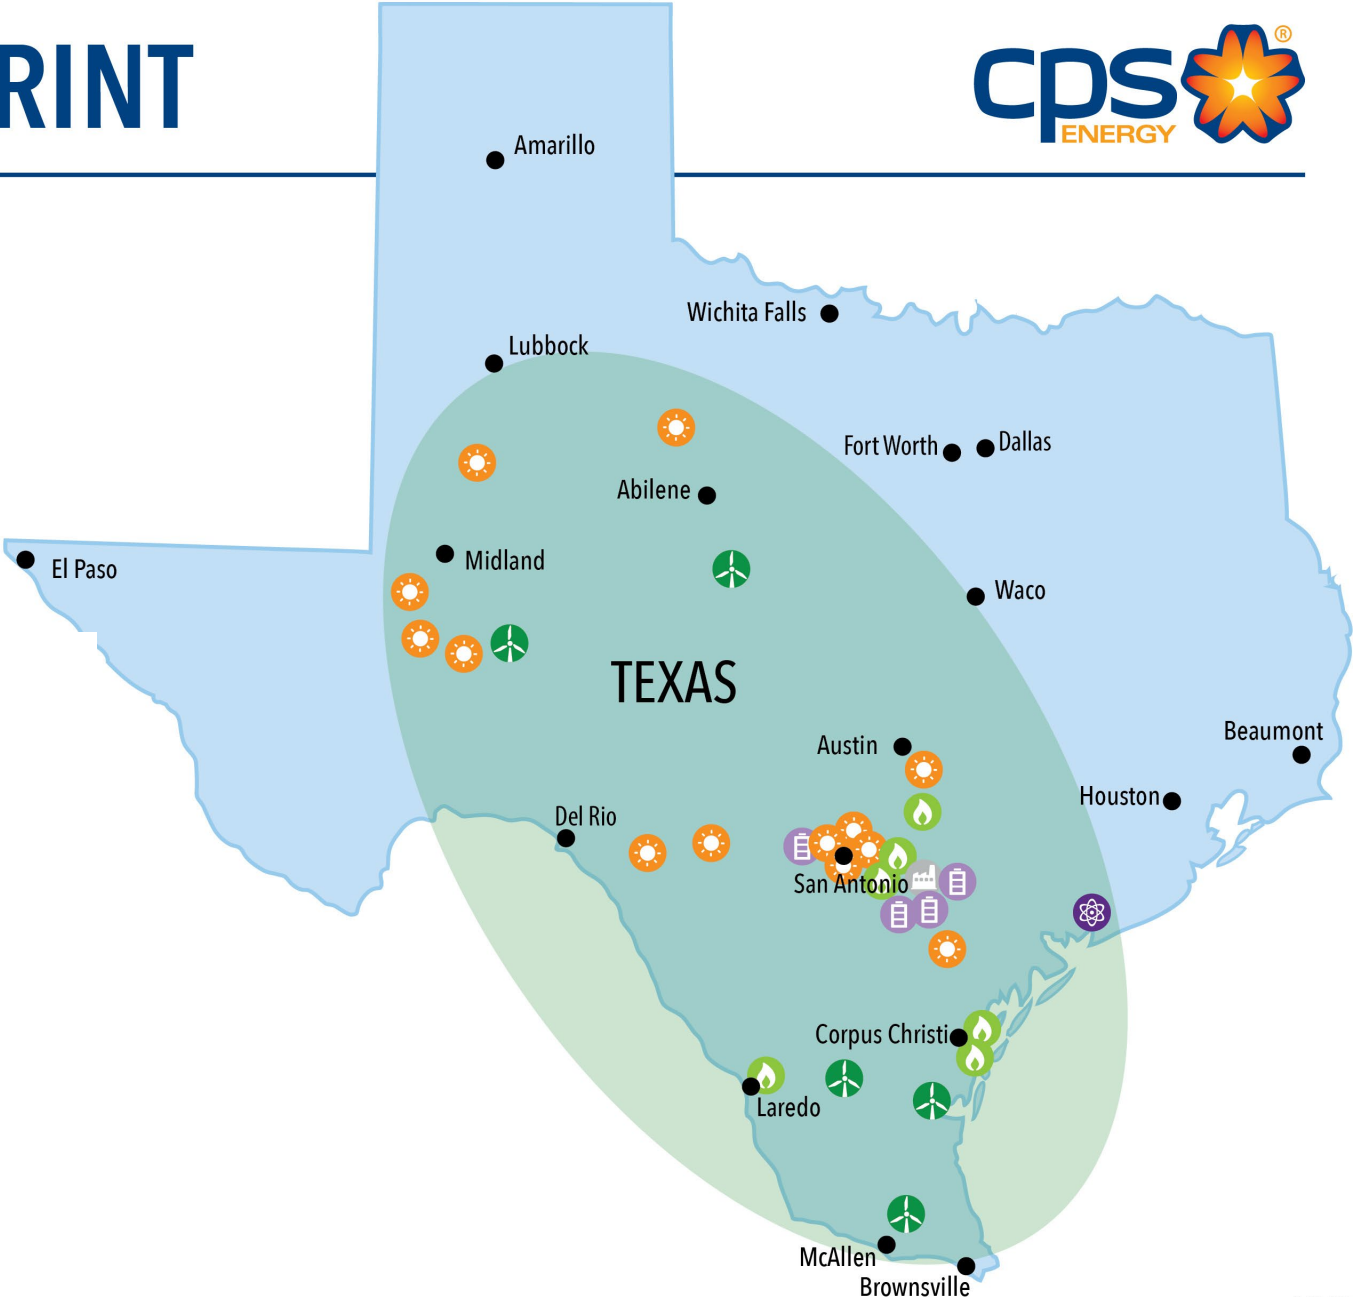 RINT
cps
®
ENERGY
Amarillo
Wichita Falls
Lubbock
Fort Worth
Dallas
Abilene
Midland
El Paso
Waco
TEXAS
Austin
Beaumont
Houston
Del Rio
San Antonio
Corpus Christi
Laredo
McAllen
Brownsville